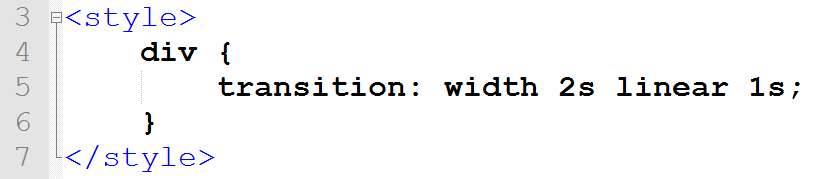 3 <style>
4 div {
5 transition: width 2s linear 1s;
6 }
7 </style>